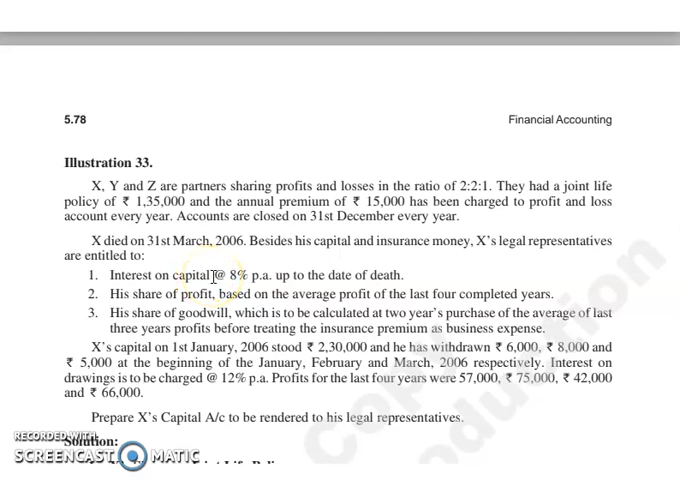 5.78 Financial Accounting
Illustration 33.
X, Y and Z are partners sharing profits and losses in the ratio of 2:2:1. They had a joint life
policy of ₹ 1,35,000 and the annual premium of ₹ 15,000 has been charged to profit and loss
account every year. Accounts are closed on 31st December every year.
X died on 31st March, 2006. Besides his capital and insurance money, X's legal representatives
are entitled to:
1. Interest on capital @ 8% p.a. up to the date of death.
2. His share of profit, based on the average profit of the last four completed years.
3. His share of goodwill, which is to be calculated at two year's purchase of the average of last
three years profits before treating the insurance premium as business expense.
X's capital on 1st January, 2006 stood ₹ 2,30,000 and he has withdrawn ₹ 6,000, ₹ 8,000 and
₹ 5,000 at the beginning of the January, February and March, 2006 respectively. Interest on
drawings is to be charged @ 12% p.a. Profits for the last four years were 57,000, ₹ 75,000, ₹ 42,000
and ₹ 66,000.
Prepare X's Capital A/c to be rendered to his legal representatives.
Solution:
RECORDED WITH
SCREENCAST MATIC